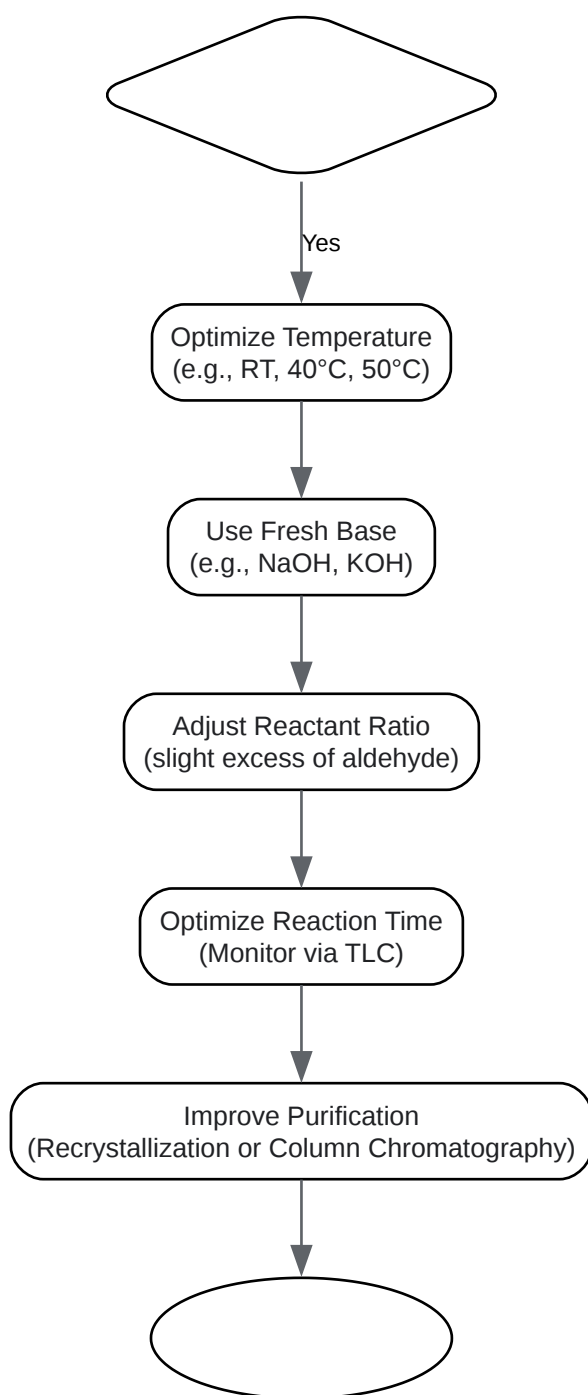 Yes
Optimize Temperature
(e.g., RT, 40°C, 50°C)
Use Fresh Base
(e.g., NaOH, KOH)
Adjust Reactant Ratio
(slight excess of aldehyde)
Optimize Reaction Time
(Monitor via TLC)
Improve Purification
(Recrystallization or Column Chromatography)